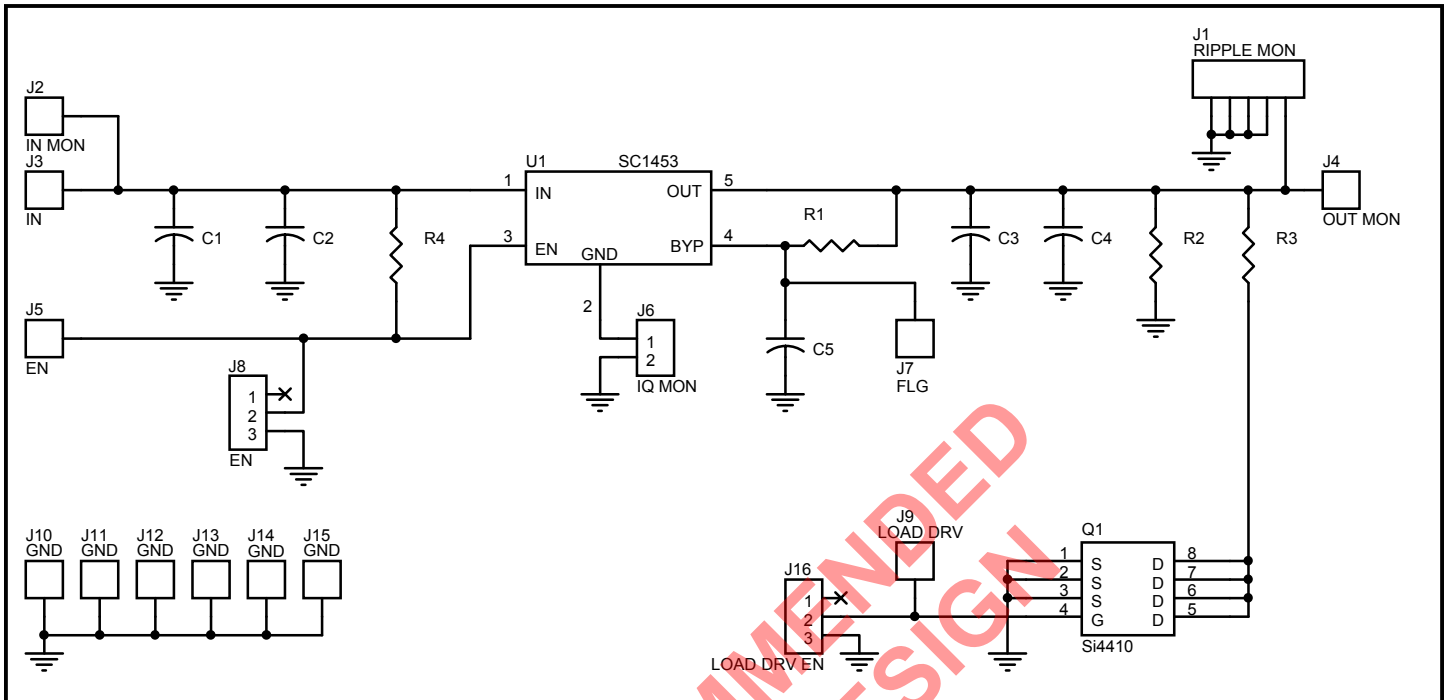 J1
RIPPLE MON
J2
IN MON
J3
IN
C1
C2
R4
U1
SC1453
1
IN
OUT
5
3
EN
GND
BYP
4
2
R1
C3
C4
R2
R3
J4
OUT MON
J5
EN
J8
1
2
3
EN
J6
1
2
IQ MON
C5
J7
FLG
J10
GND
J11
GND
J12
GND
J13
GND
J14
GND
J15
GND
J9
LOAD DRV
J16
1
2
3
LOAD DRV EN
Q1
1
S
D
8
2
S
D
7
3
S
D
6
4
G
D
5
Si4410